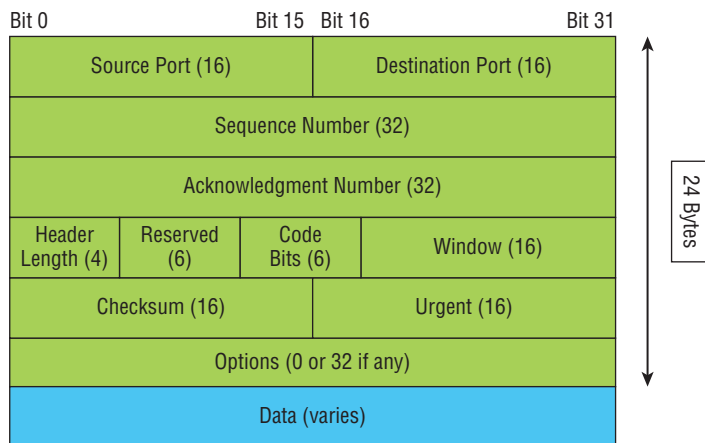 Bit 0 Bit 15 Bit 16 Bit 31
Source Port (16) Destination Port (16)
Sequence Number (32)
Acknowledgment Number (32)
Header
Length (4)
Reserved
(6)
Code
Bits (6)
Window (16)
Checksum (16) Urgent (16)
Options (0 or 32 if any)
Data (varies)
24 Bytes